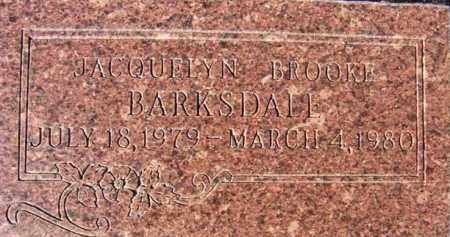 JACQUELYN BROOKE
BARKSDALE
JULY 18, 1979 – MARCH 4, 1980